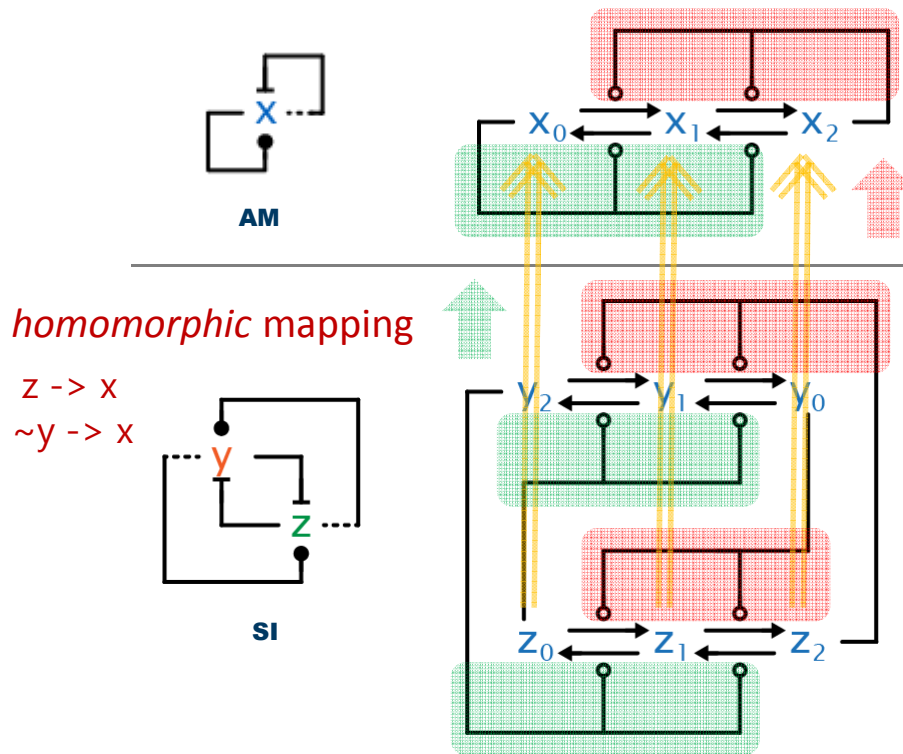 x
AM
x₀ x₁ x₂
homomorphic mapping
z -> x
~y -> x
y
z
SI
y₂ y₁ y₀
z₀ z₁ z₂